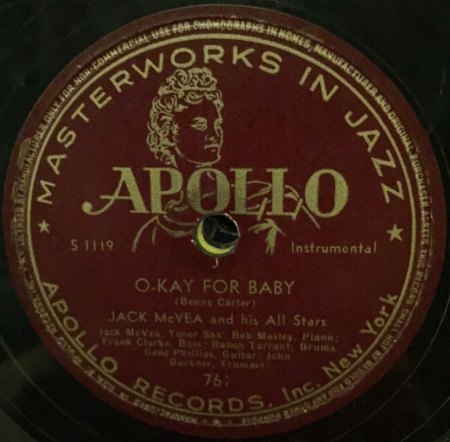 MASTERWORKS IN JAZZ
APOLLO
S 1119
Instrumental
O-KAY FOR BABY
(Benny Carter)
JACK McVEA and his All Stars
Jack McVea, Tenor Sax: Bob Mosley, Piano;
Frank Clarke, Bass; Rabon Tarrant, Drums
Gene Phillips, Guitar; John
Buckner, Trumpet
761
APOLLO RECORDS, Inc. New York